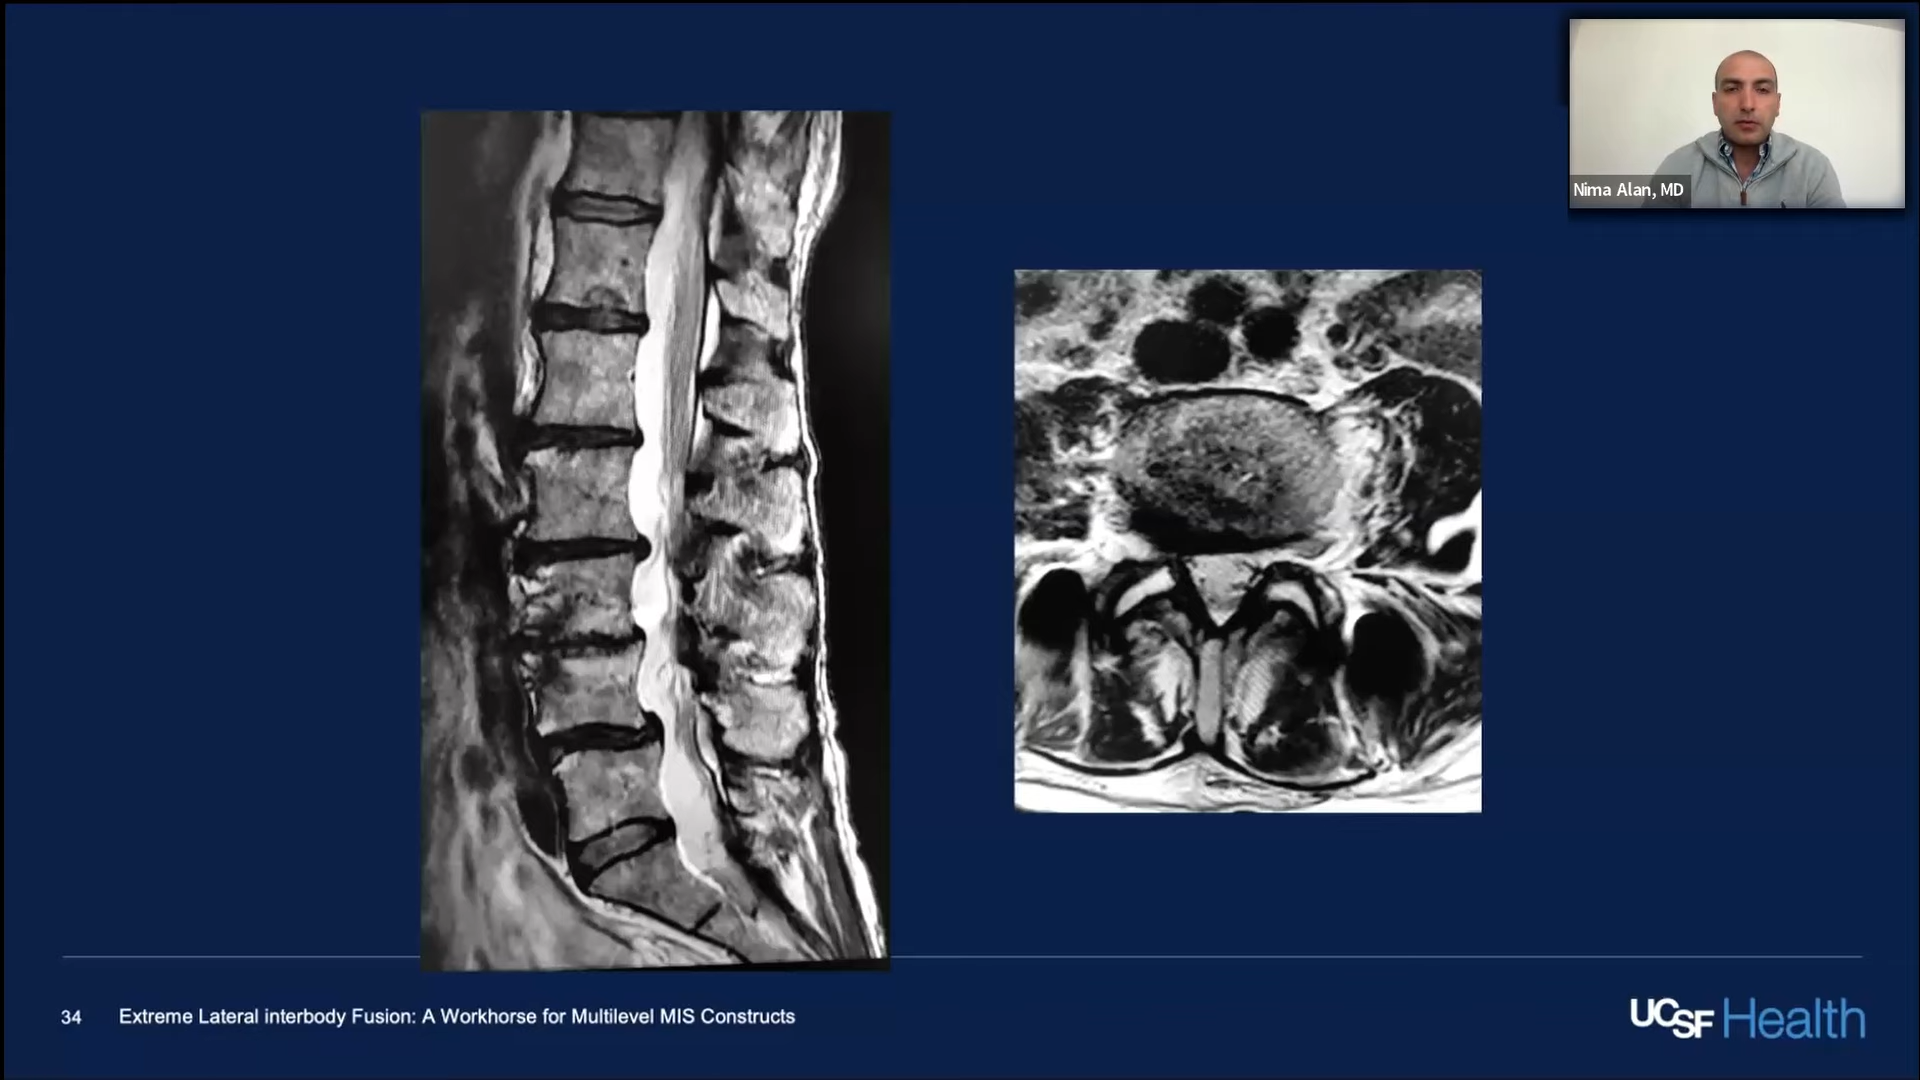 Nima Alan, MD
34 Extreme Lateral interbody Fusion: A Workhorse for Multilevel MIS Constructs
UCSF Health